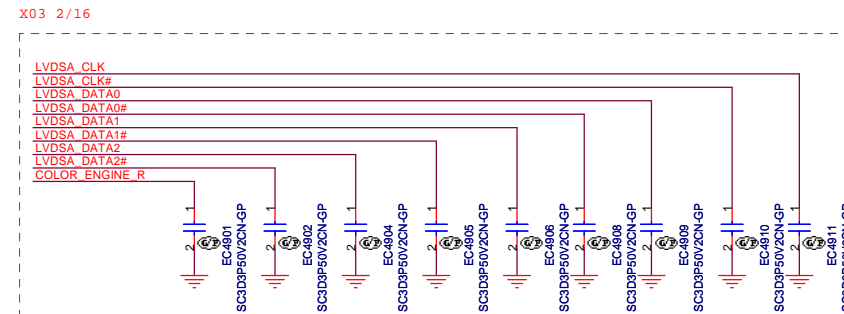 X03 2/16
LVDSA_CLK
LVDSA_CLK#
LVDSA_DATA0
LVDSA_DATA0#
LVDSA_DATA1
LVDSA_DATA1#
LVDSA_DATA2
LVDSA_DATA2#
COLOR_ENGINE_R
1 2 EC4901 SC3D3P50V2CN-GP
1 2 EC4902 SC3D3P50V2CN-GP
1 2 EC4904 SC3D3P50V2CN-GP
1 2 EC4905 SC3D3P50V2CN-GP
1 2 EC4906 SC3D3P50V2CN-GP
1 2 EC4908 SC3D3P50V2CN-GP
1 2 EC4909 SC3D3P50V2CN-GP
1 2 EC4910 SC3D3P50V2CN-GP
1 2 EC4911